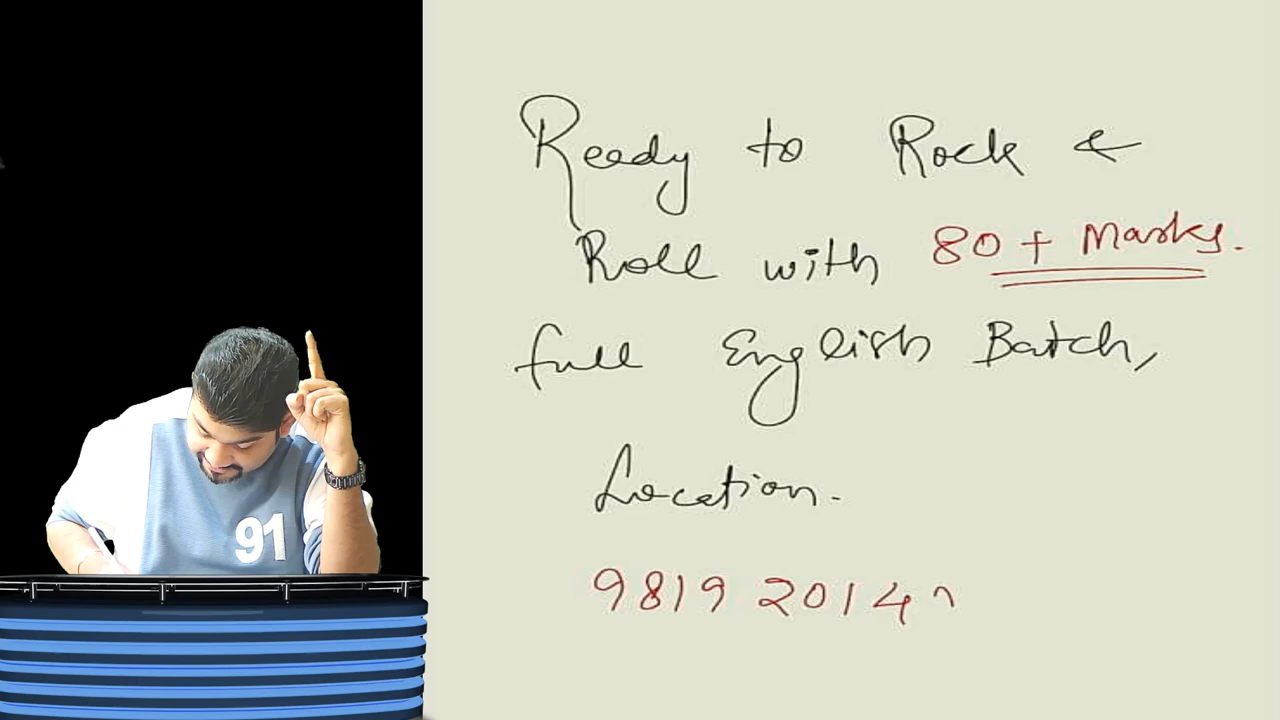 Ready to Rock &
Roll with 80+ Marks.
full English Batch,
Location.
9819 2014
91